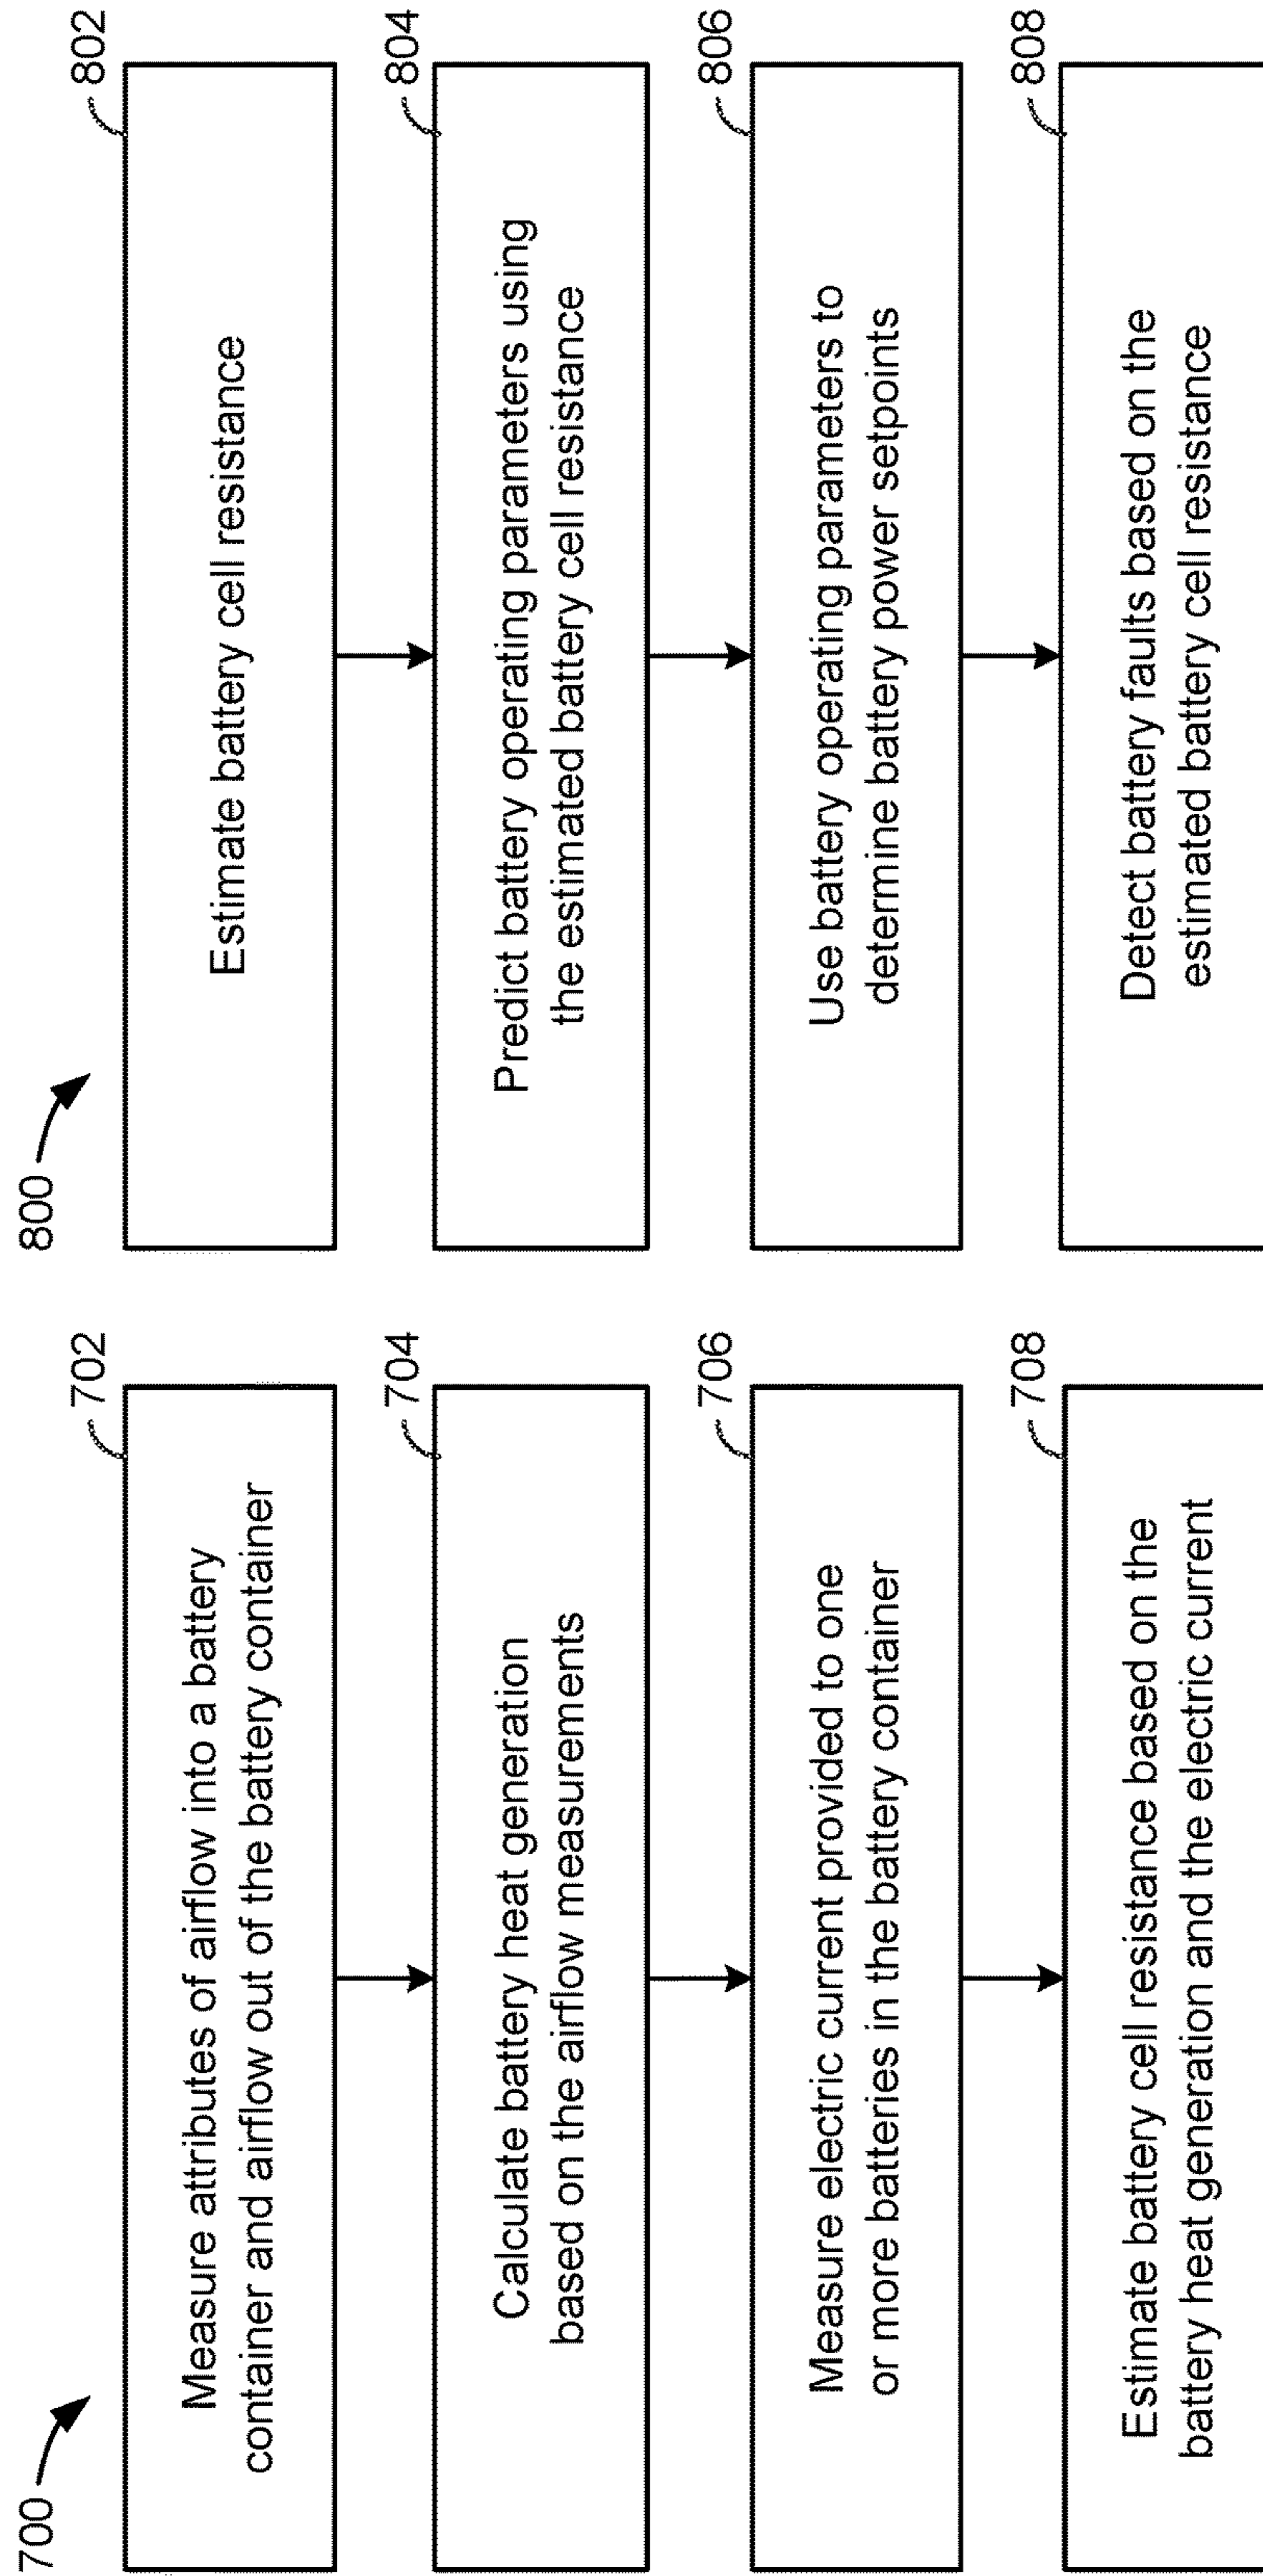 700
702
Measure attributes of airflow into a battery
container and airflow out of the battery container
704
Calculate battery heat generation
based on the airflow measurements
706
Measure electric current provided to one
or more batteries in the battery container
708
Estimate battery cell resistance based on the
battery heat generation and the electric current
800
802
Estimate battery cell resistance
804
Predict battery operating parameters using
the estimated battery cell resistance
806
Use battery operating parameters to
determine battery power setpoints
808
Detect battery faults based on the
estimated battery cell resistance